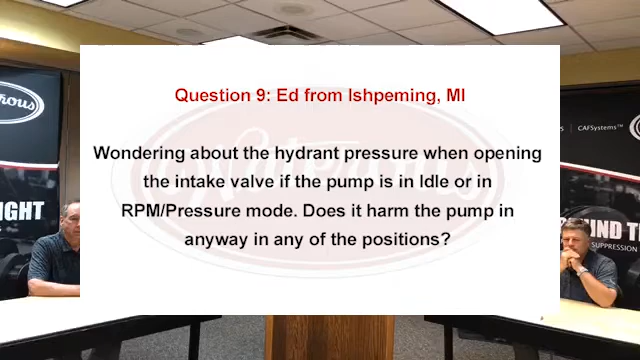 Question 9: Ed from Ishpeming, MI
Wondering about the hydrant pressure when opening
the intake valve if the pump is in Idle or in
RPM/Pressure mode. Does it harm the pump in
anyway in any of the positions?
Waterous
CAFSystems™